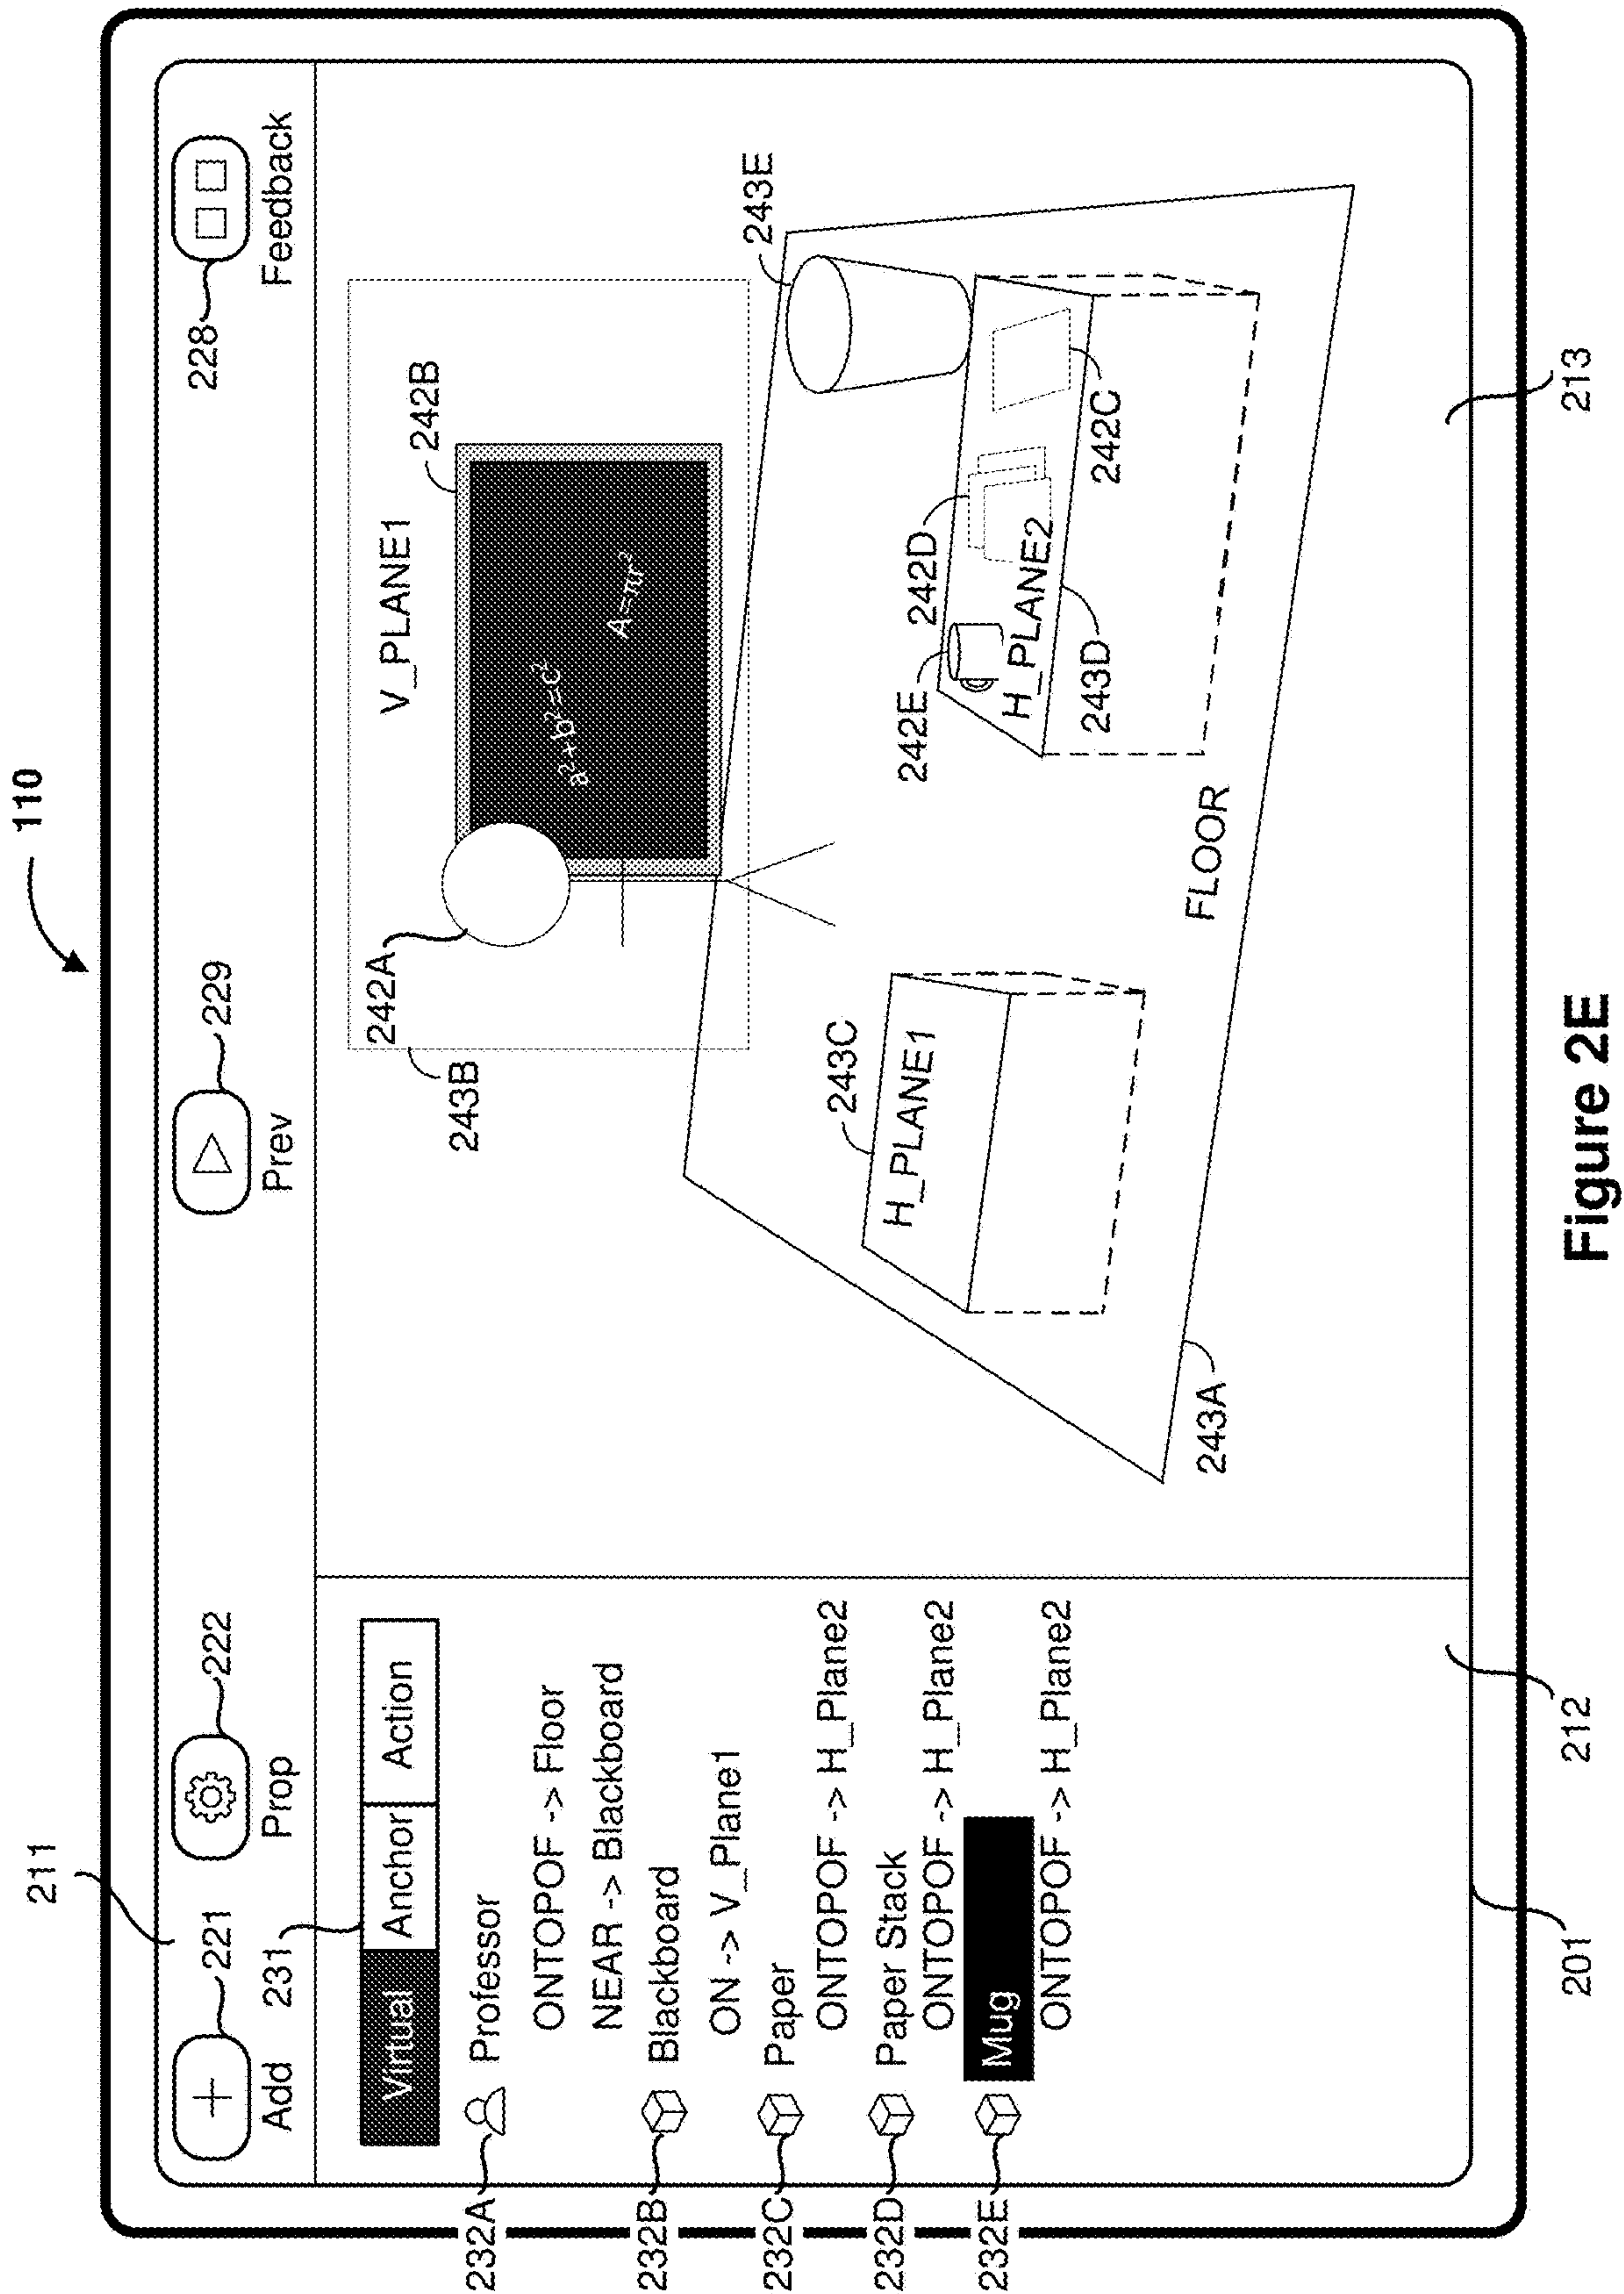 110
211
221
222
229
228
Add
Prop
Prev
Feedback
231
Virtual
Anchor
Action
232A
Professor
ONTOPOF -> Floor
NEAR -> Blackboard
232B
Blackboard
ON -> V_Plane1
232C
Paper
ONTOPOF -> H_Plane2
232D
Paper Stack
ONTOPOF -> H_Plane2
232E
Mug
ONTOPOF -> H_Plane2
242A
243B
V_PLANE1
242B
a²+b²=c²
A=πr²
243E
243C
H_PLANE1
242E
242D
H_PLANE2
242C
243D
FLOOR
243A
201
212
213
Figure 2E